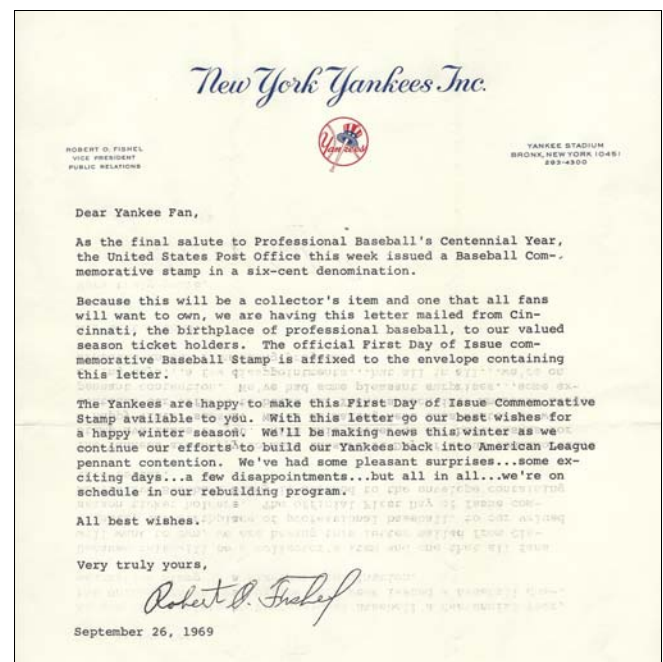 New York Yankees Inc.
Yankees
ROBERT O. FISHEL
VICE PRESIDENT
PUBLIC RELATIONS
YANKEE STADIUM
BRONX, NEW YORK 10451
293-4300
Dear Yankee Fan,
As the final salute to Professional Baseball's Centennial Year,
the United States Post Office this week issued a Baseball Com-
memorative stamp in a six-cent denomination.
Because this will be a collector's item and one that all fans
will want to own, we are having this letter mailed from Cin-
cinnati, the birthplace of professional baseball, to our valued
season ticket holders. The official First Day of Issue com-
memorative Baseball Stamp is affixed to the envelope containing
this letter.
The Yankees are happy to make this First Day of Issue Commemorative
Stamp available to you. With this letter go our best wishes for
a happy winter season. We'll be making news this winter as we
continue our efforts to build our Yankees back into American League
pennant contention. We've had some pleasant surprises...some ex-
citing days...a few disappointments...but all in all...we're on
schedule in our rebuilding program.
All best wishes.
Very truly yours,
Robert O. Fishel
September 26, 1969